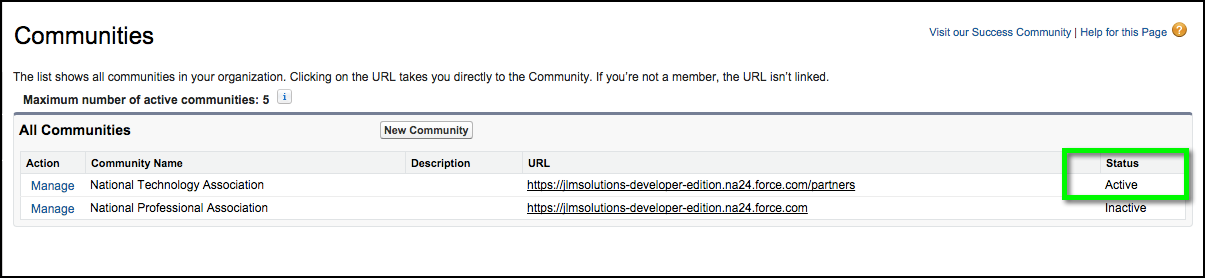 Communities
Visit our Success Community | Help for this Page ?
The list shows all communities in your organization. Clicking on the URL takes you directly to the Community. If you're not a member, the URL isn't linked.
Maximum number of active communities: 5 i
All Communities New Community
Action Community Name Description URL Status
Manage National Technology Association https://jlmsolutions-developer-edition.na24.force.com/partners Active
Manage National Professional Association https://jlmsolutions-developer-edition.na24.force.com Inactive